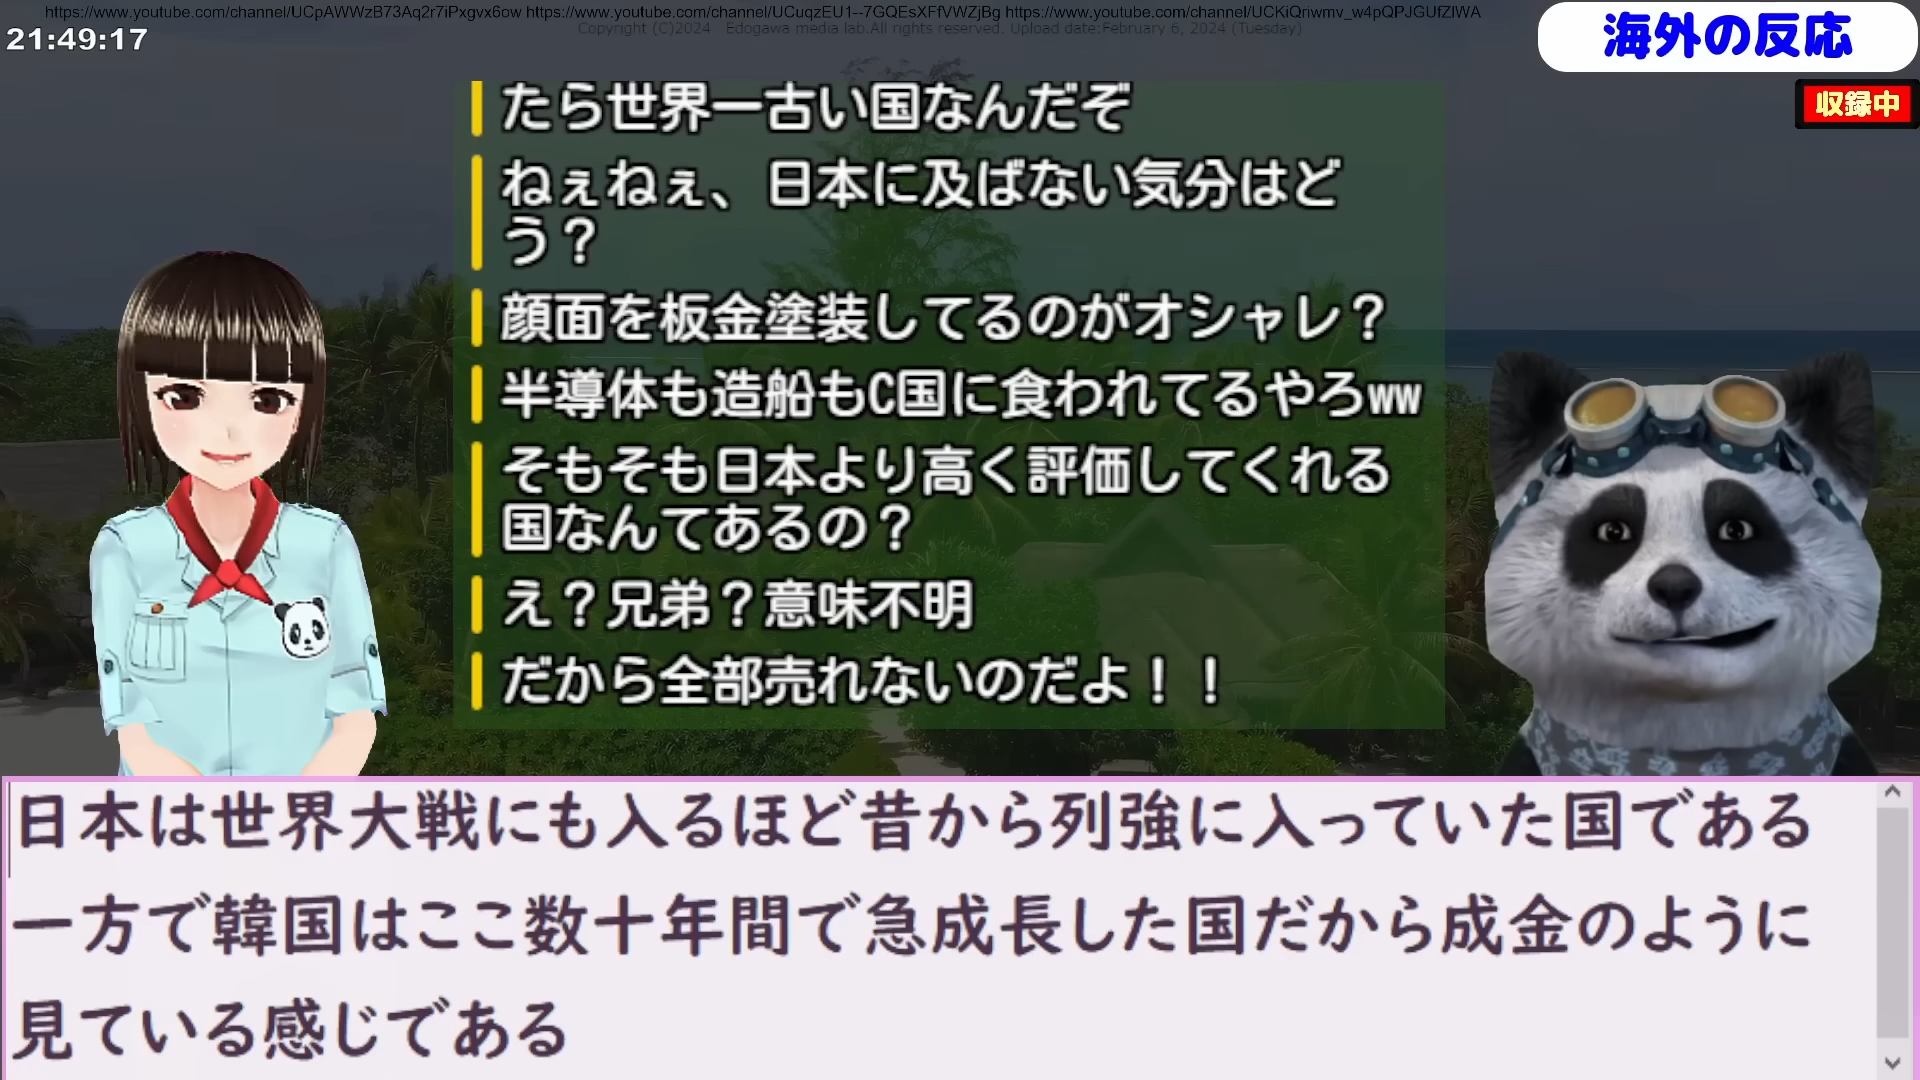 https://www.youtube.com/channel/UCpAWWzB73Aq2r7iPxgvx6ow https://www.youtube.com/channel/UCuqzEU1--7GQEsXFfVWZjBg https://www.youtube.com/channel/UCKiQriwmv_w4pQPJGUfZlWA
Copyright (C)2024 Edogawa media lab.All rights reserved. Upload date:February 6, 2024 (Tuesday)
21:49:17
海外の反応
収録中
たら世界一古い国なんだぞ
ねぇねぇ、日本に及ばない気分はど
う？
顔面を板金塗装してるのがオシャレ？
半導体も造船もC国に食われてるやろww
そもそも日本より高く評価してくれる
国なんてあるの？
え？兄弟？意味不明
だから全部売れないのだよ！！
日本は世界大戦にも入るほど昔から列強に入っていた国である
一方で韓国はここ数十年間で急成長した国だから成金のように
見ている感じである